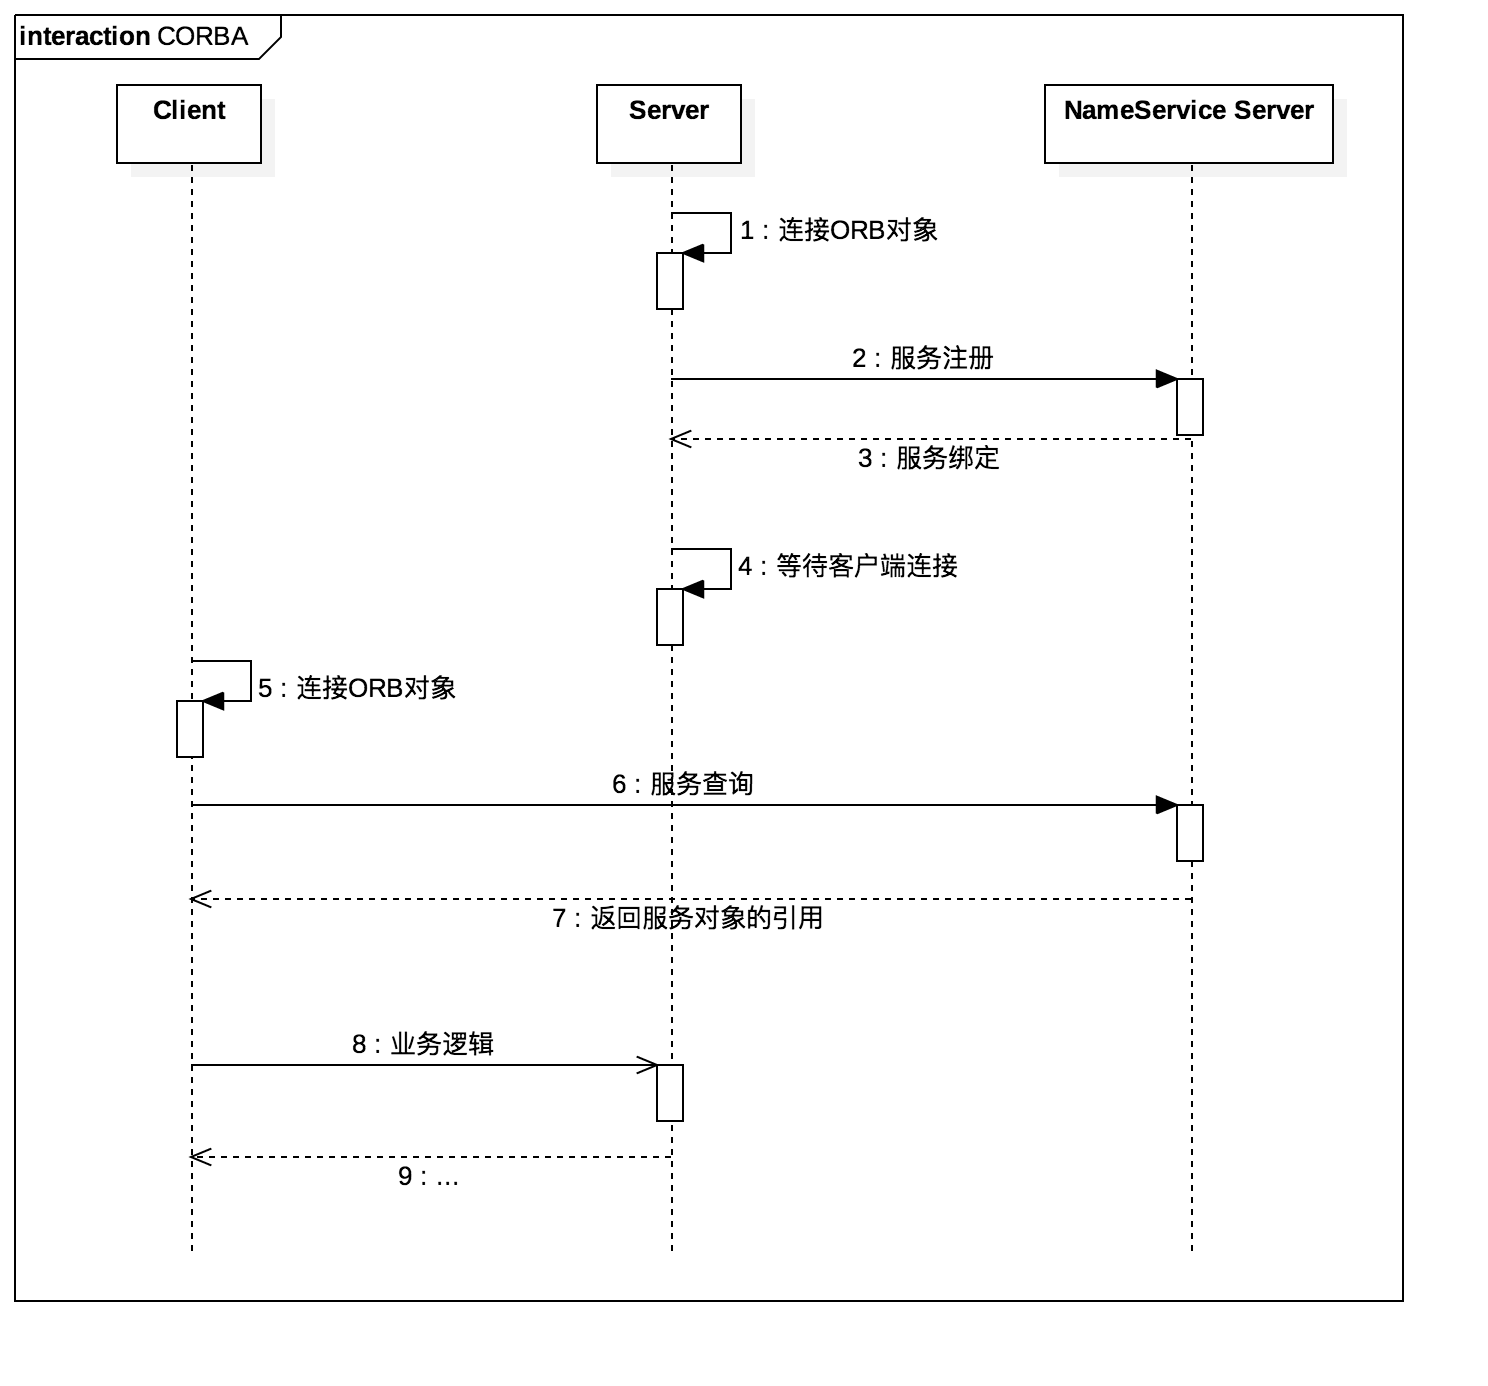 interaction CORBA
Client
Server
NameService Server
1 : 连接ORB对象
2 : 服务注册
3 : 服务绑定
4 : 等待客户端连接
5 : 连接ORB对象
6 : 服务查询
7 : 返回服务对象的引用
8 : 业务逻辑
9 : ...